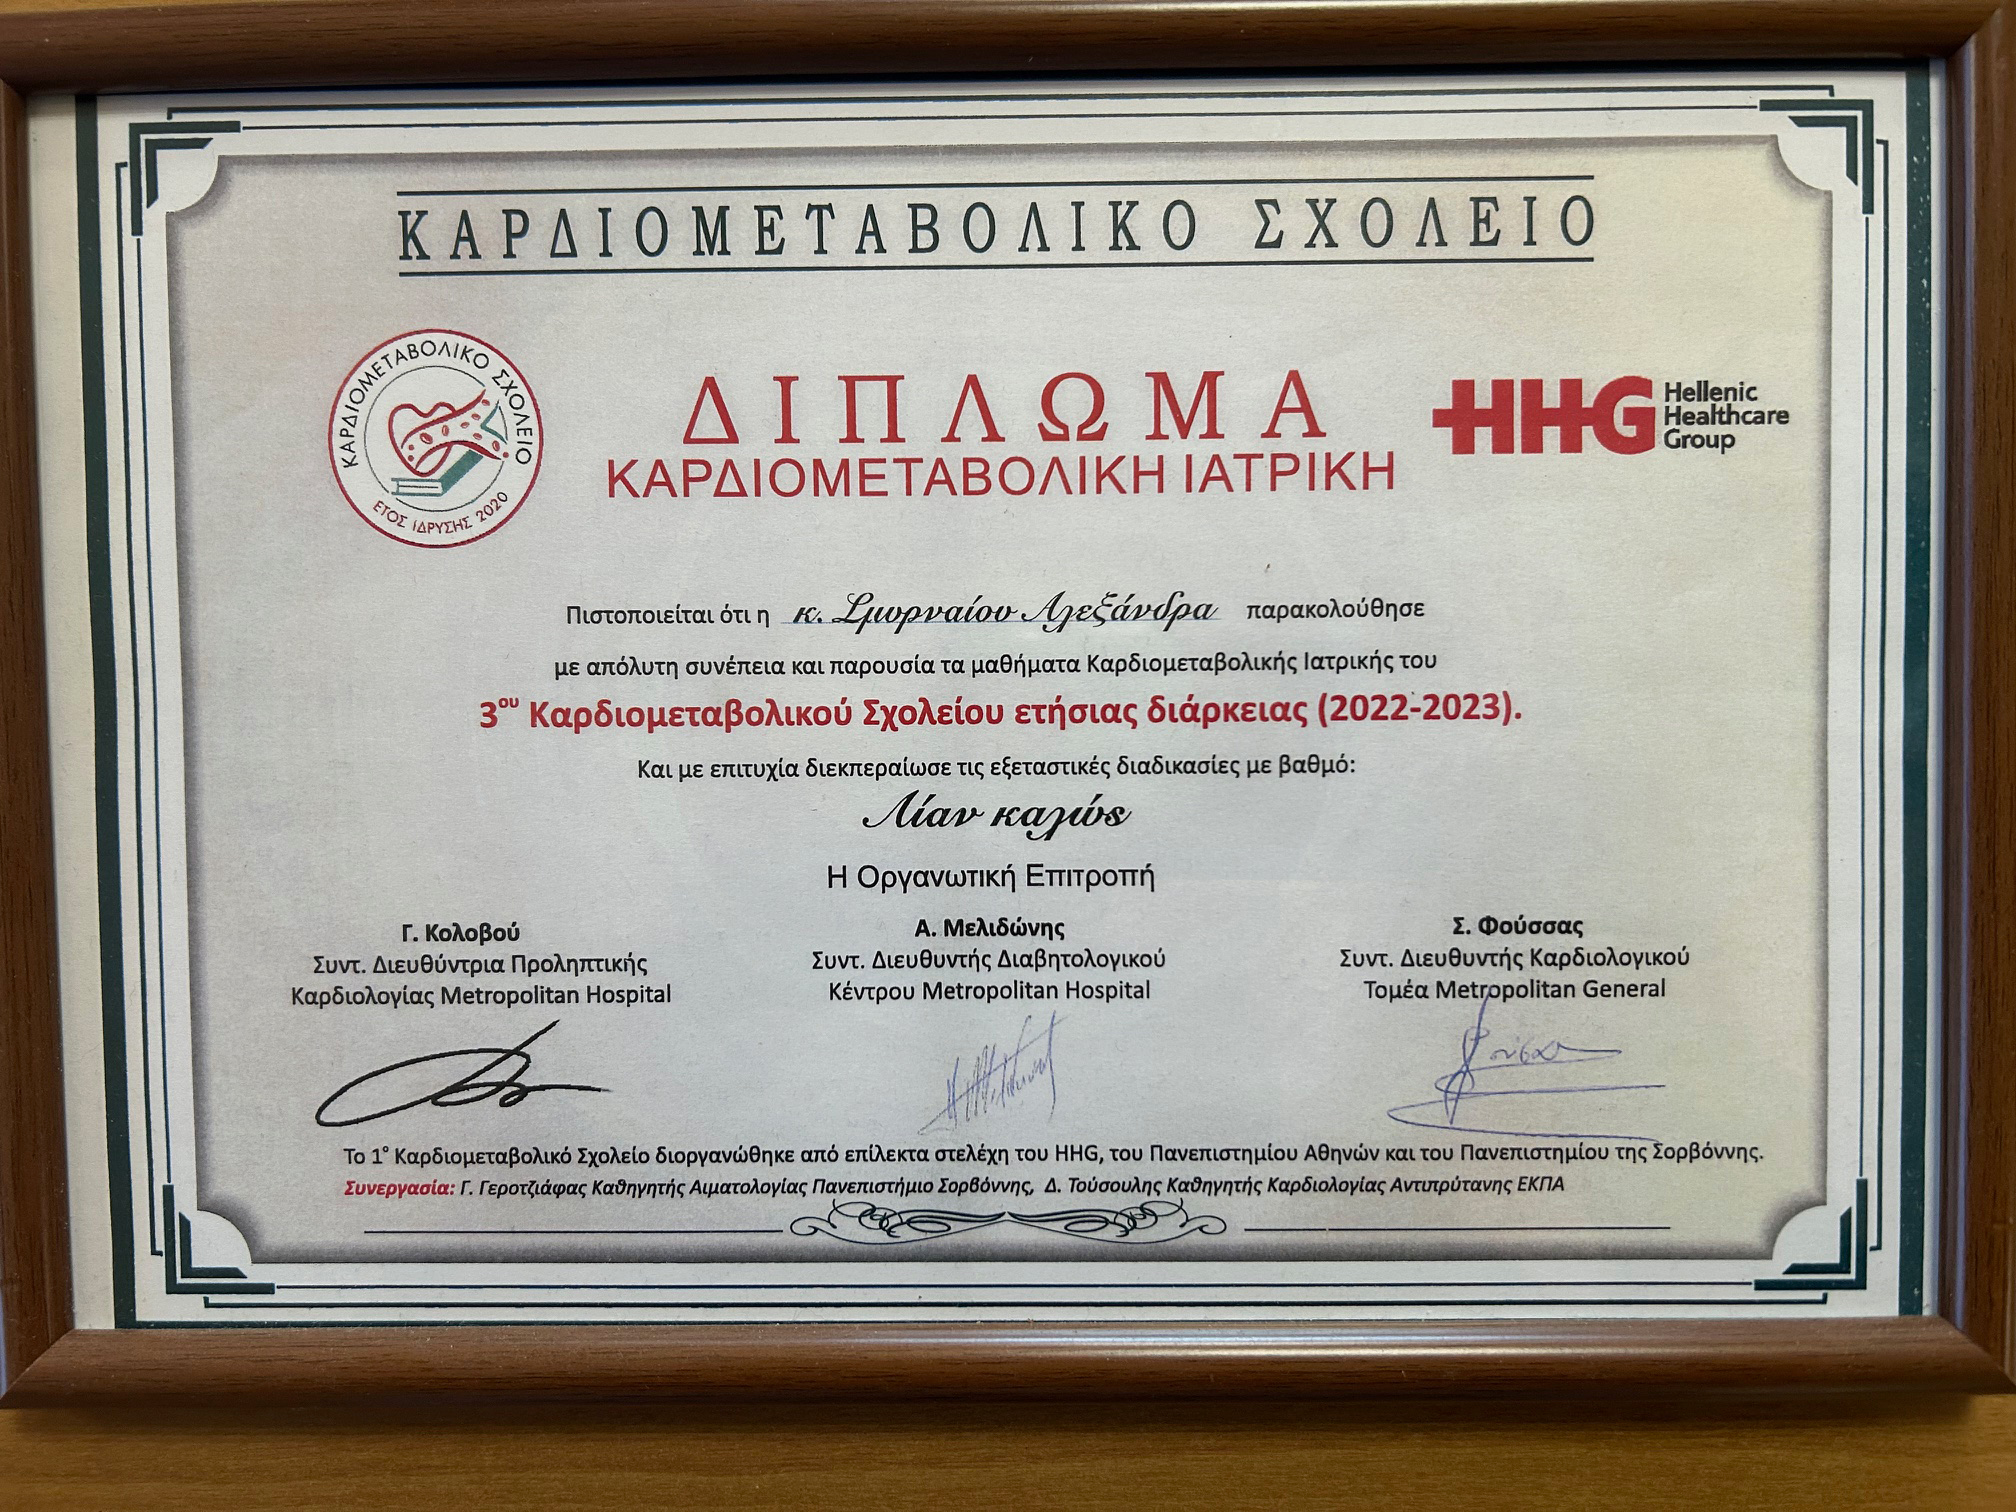 ΚΑΡΔΙΟΜΕΤΑΒΟΛΙΚΟ ΣΧΟΛΕΙΟ
ΚΑΡΔΙΟΜΕΤΑΒΟΛΙΚΟ ΣΧΟΛΕΙΟ
ΕΤΟΣ ΙΔΡΥΣΗΣ 2020
ΔΙΠΛΩΜΑ
ΚΑΡΔΙΟΜΕΤΑΒΟΛΙΚΗ ΙΑΤΡΙΚΗ
HHG Hellenic
Healthcare
Group
Πιστοποιείται ότι η κ. Σμυρναίου Αλεξάνδρα παρακολούθησε
με απόλυτη συνέπεια και παρουσία τα μαθήματα Καρδιομεταβολικής Ιατρικής του
3ου Καρδιομεταβολικού Σχολείου ετήσιας διάρκειας (2022-2023).
Και με επιτυχία διεκπεραίωσε τις εξεταστικές διαδικασίες με βαθμό:
Λίαν καλώς
Η Οργανωτική Επιτροπή
Γ. Κολοβού
Συντ. Διευθύντρια Προληπτικής
Καρδιολογίας Metropolitan Hospital
Α. Μελιδώνης
Συντ. Διευθυντής Διαβητολογικού
Κέντρου Metropolitan Hospital
Σ. Φούσσας
Συντ. Διευθυντής Καρδιολογικού
Τομέα Metropolitan General
Το 1ο Καρδιομεταβολικό Σχολείο διοργανώθηκε από επίλεκτα στελέχη του HHG, του Πανεπιστημίου Αθηνών και του Πανεπιστημίου της Σορβόννης.
Συνεργασία: Γ. Γεροτζιάφας Καθηγητής Αιματολογίας Πανεπιστήμιο Σορβόννης, Δ. Τούσουλης Καθηγητής Καρδιολογίας Αντιπρύτανης ΕΚΠΑ